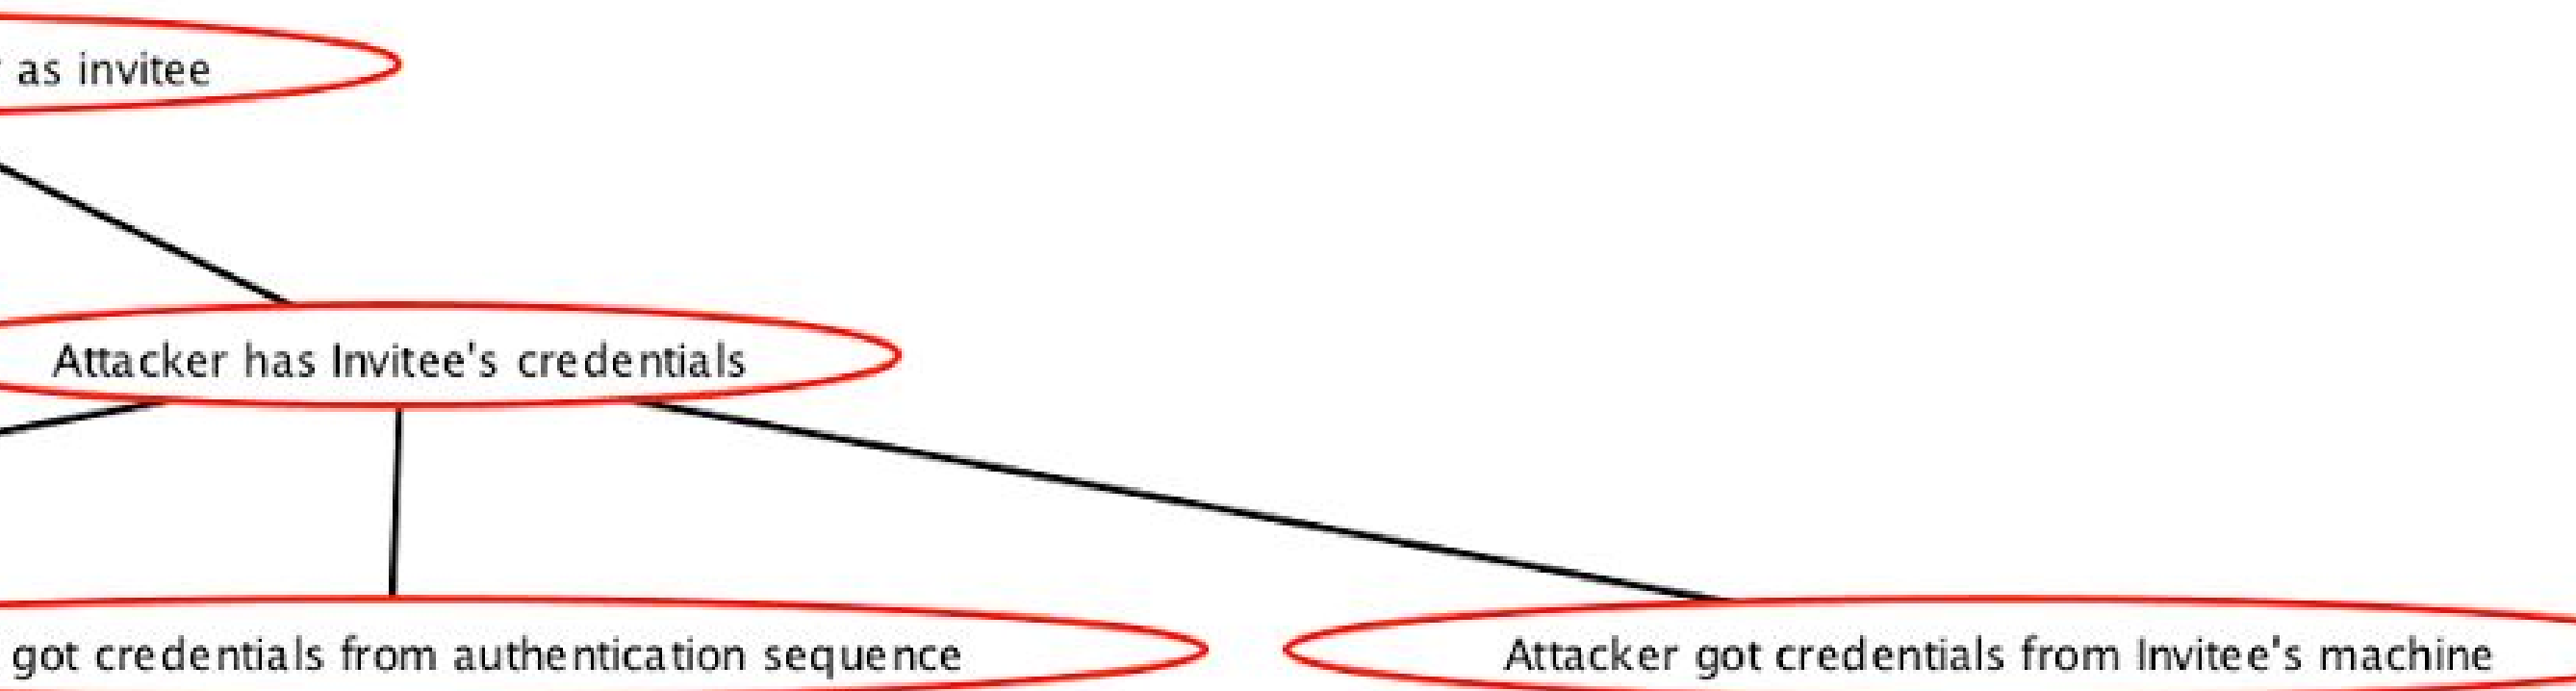 as invitee
Attacker has Invitee's credentials
got credentials from authentication sequence
Attacker got credentials from Invitee's machine